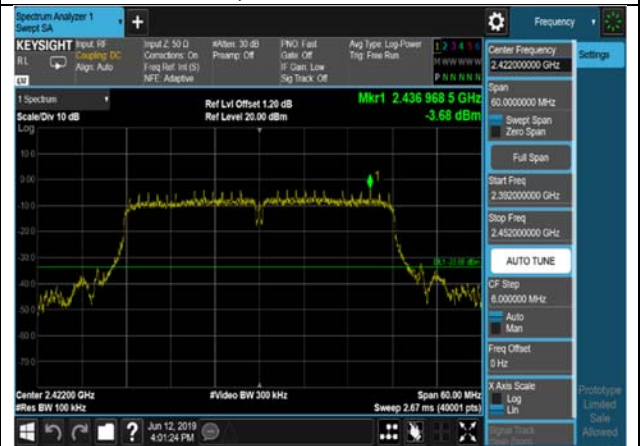 Spectrum Analyzer 1
Swept SA
Frequency
KEYSIGHT
RL
Input: RF
Coupling: DC
Align: Auto
Input Z: 50 Ω
Corrections: On
Freq Ref: Int (S)
NFE: Adaptive
#Atten: 30 dB
Preamp: Off
PNO: Fast
Gate: Off
IF Gain: Low
Sig Track: Off
Avg Type: Log-Power
Trig: Free Run
1 2 3 4 5 6
M W W W W W
P N N N N N
Center Frequency
2.422000000 GHz
Settings
Span
60.0000000 MHz
Swept Span
Zero Span
Full Span
Start Freq
2.392000000 GHz
Stop Freq
2.452000000 GHz
AUTO TUNE
CF Step
6.000000 MHz
Auto
Man
Freq Offset
0 Hz
X Axis Scale
Log
Lin
Signal Track
Prototype
Limited
Sale
Allowed
1 Spectrum
Scale/Div 10 dB
Log
Ref Lvl Offset 1.20 dB
Ref Level 20.00 dBm
Mkr1 2.436 968 5 GHz
-3.68 dBm
1
10.0
0.00
-10.0
-20.0
-30.0
-40.0
-50.0
-60.0
-70.0
Center 2.42200 GHz
#Res BW 100 kHz
#Video BW 300 kHz
Span 60.00 MHz
Sweep 2.67 ms (40001 pts)
Jun 12, 2019
4:01:24 PM